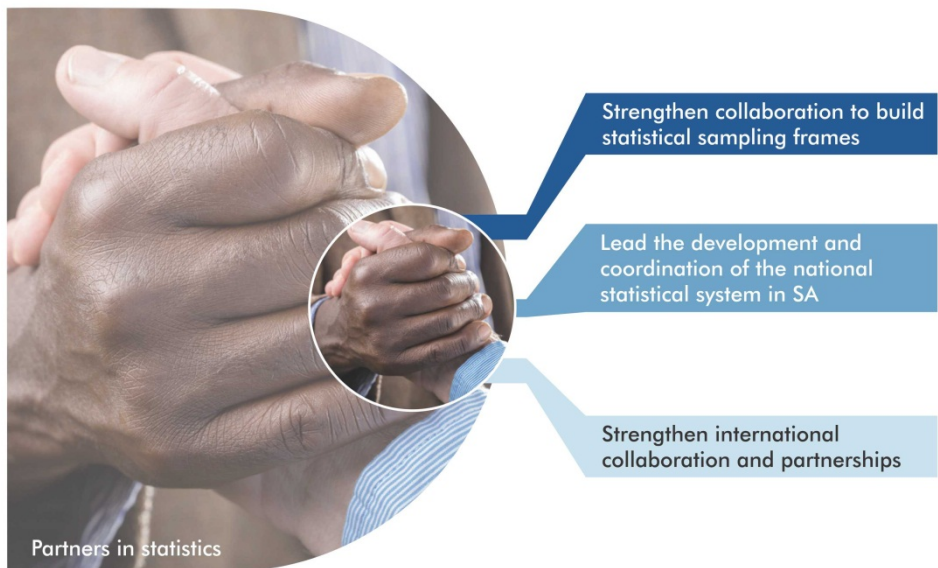 Strengthen collaboration to build
statistical sampling frames
Lead the development and
coordination of the national
statistical system in SA
Strengthen international
collaboration and partnerships
Partners in statistics